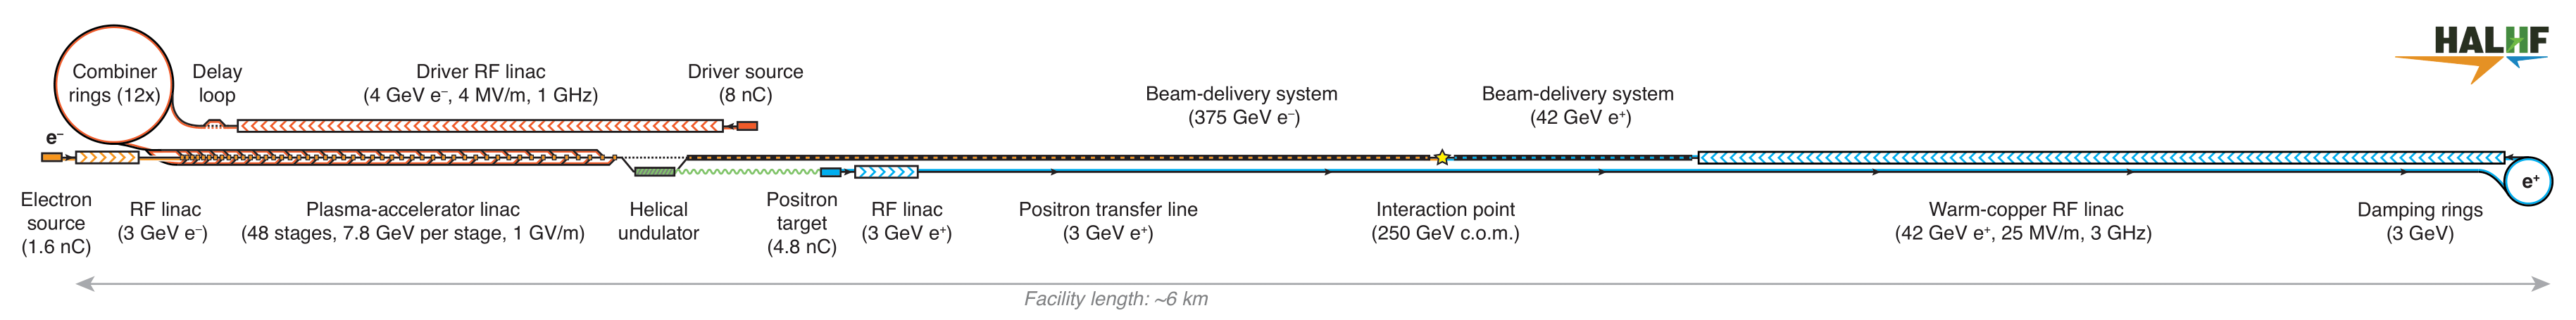 HALHF
Combiner
rings (12x)
Delay
loop
Driver RF linac
(4 GeV e⁻, 4 MV/m, 1 GHz)
Driver source
(8 nC)
Beam-delivery system
(375 GeV e⁻)
Beam-delivery system
(42 GeV e⁺)
e⁻
e⁺
Electron
source
(1.6 nC)
RF linac
(3 GeV e⁻)
Plasma-accelerator linac
(48 stages, 7.8 GeV per stage, 1 GV/m)
Helical
undulator
Positron
target
(4.8 nC)
RF linac
(3 GeV e⁺)
Positron transfer line
(3 GeV e⁺)
Interaction point
(250 GeV c.o.m.)
Warm-copper RF linac
(42 GeV e⁺, 25 MV/m, 3 GHz)
Damping rings
(3 GeV)
Facility length: ~6 km